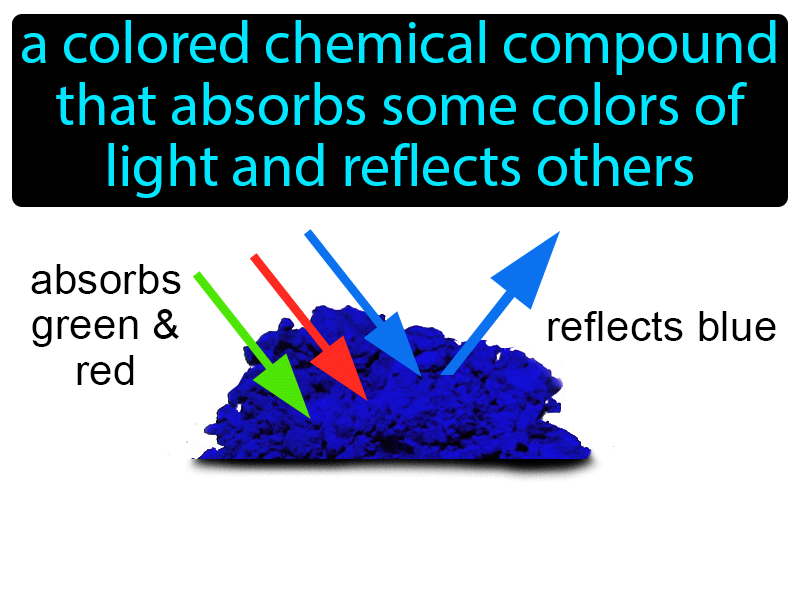 a colored chemical compound
that absorbs some colors of
light and reflects others
absorbs
green &
red
reflects blue